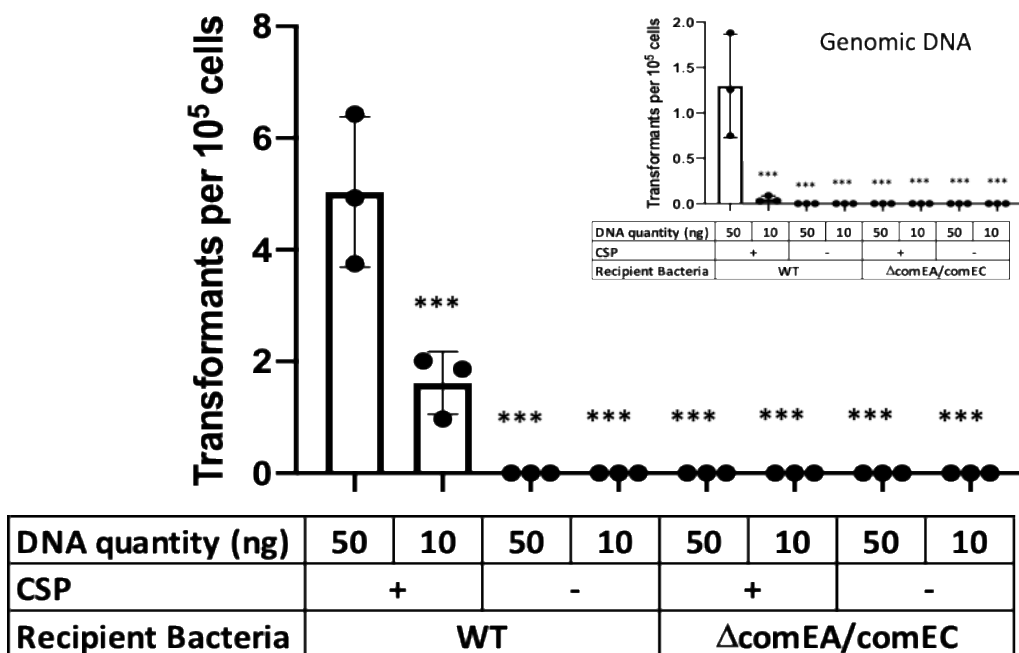 Transformants per 10⁵ cells
8
6
4
2
0
***
*** *** *** *** *** ***
DNA quantity (ng) 50 10 50 10 50 10 50 10
CSP + - + -
Recipient Bacteria WT ΔcomEA/comEC
Genomic DNA
Transformants per 10⁵ cells
2.0
1.5
1.0
0.5
0.0
*** *** *** *** *** *** ***
DNA quantity (ng) 50 10 50 10 50 10 50 10
CSP + - + -
Recipient Bacteria WT ΔcomEA/comEC